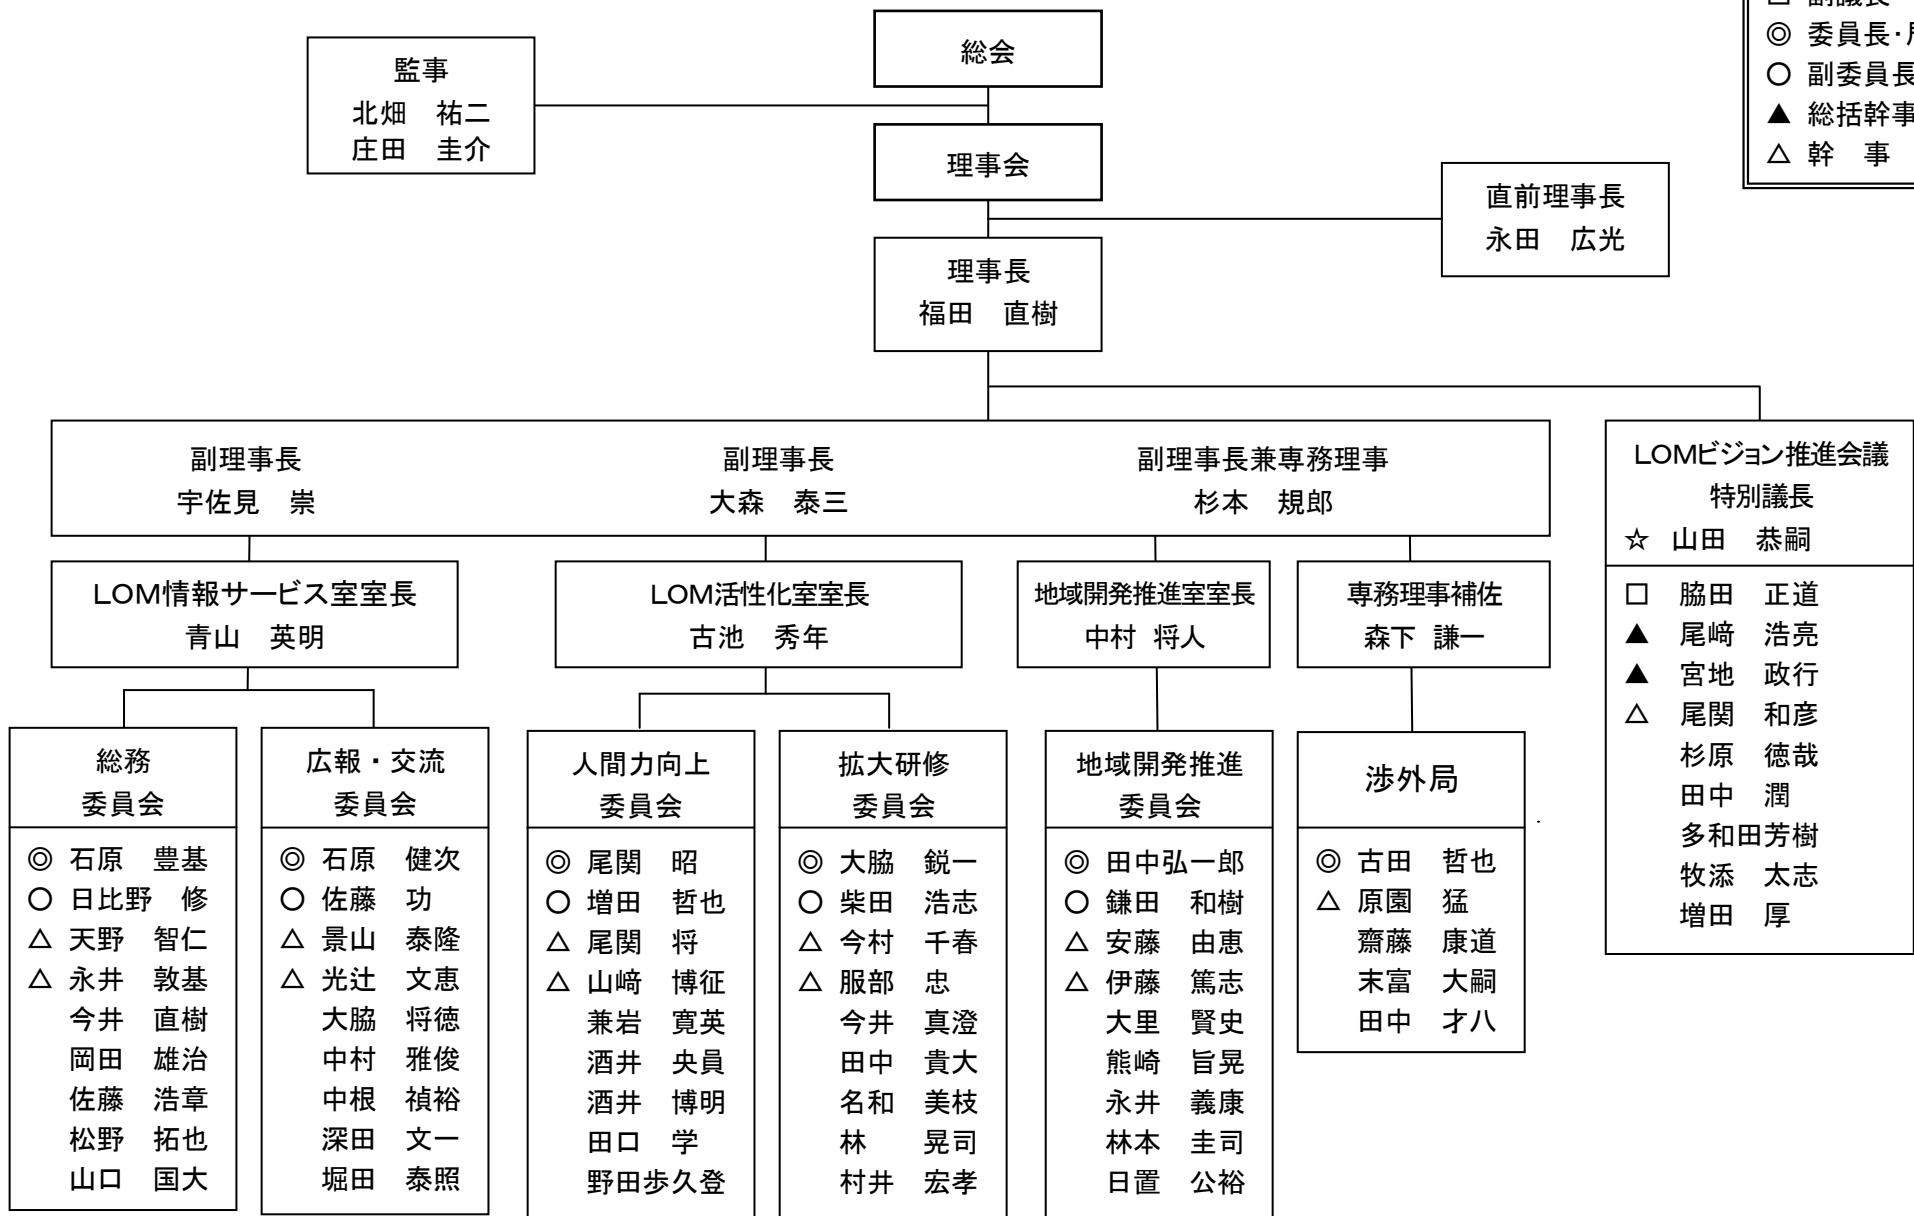 総会
監事
北畑　祐二
庄田　圭介
理事会
直前理事長
永田　広光
理事長
福田　直樹
◎ 委員長・
○ 副委員長
▲ 総括幹事
△ 幹　事
副理事長
宇佐見　崇
副理事長
大森　泰三
副理事長兼専務理事
杉本　規郎
LOMビジョン推進会議
特別議長
☆ 山田　恭嗣
□ 脇田　正道
▲ 尾﨑　浩亮
▲ 宮地　政行
△ 尾関　和彦
杉原　徳哉
田中　潤
多和田芳樹
牧添　太志
増田　厚
LOM情報サービス室室長
青山　英明
LOM活性化室室長
古池　秀年
地域開発推進室室長
中村 将人
専務理事補佐
森下 謙一
総務
委員会
◎ 石原　豊基
○ 日比野　修
△ 天野　智仁
△ 永井　敦基
今井　直樹
岡田　雄治
佐藤　浩章
松野　拓也
山口　国大
広報・交流
委員会
◎ 石原　健次
○ 佐藤　功
△ 景山　泰隆
△ 光辻　文恵
大脇　将徳
中村　雅俊
中根　禎裕
深田　文一
堀田　泰照
人間力向上
委員会
◎ 尾関　昭
○ 増田　哲也
△ 尾関　将
△ 山﨑　博征
兼岩　寛英
酒井　央員
酒井　博明
田口　学
野田歩久登
拡大研修
委員会
◎ 大脇　鋭一
○ 柴田　浩志
△ 今村　千春
△ 服部　忠
今井　真澄
田中　貴大
名和　美枝
林　　晃司
村井　宏孝
地域開発推進
委員会
◎ 田中弘一郎
○ 鎌田　和樹
△ 安藤　由恵
△ 伊藤　篤志
大里　賢史
熊崎　旨晃
永井　義康
林本　圭司
日置　公裕
渉外局
◎ 古田　哲也
△ 原園　猛
齋藤　康道
末富　大嗣
田中　才八